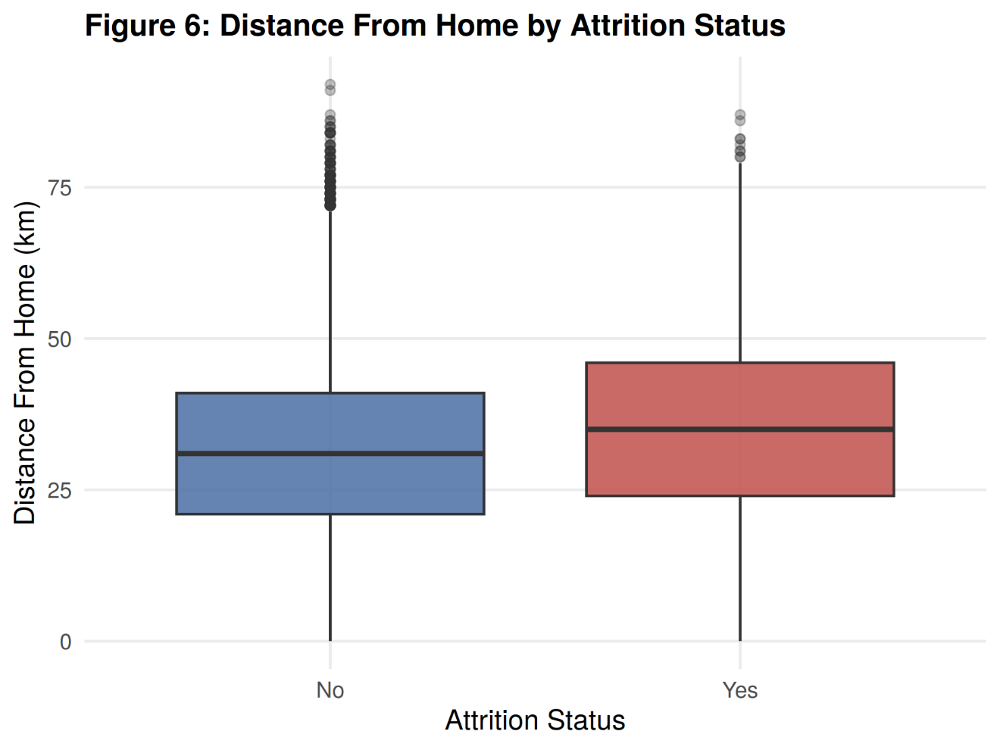 Figure 6: Distance From Home by Attrition Status
Distance From Home (km)
75
50
25
0
No
Yes
Attrition Status